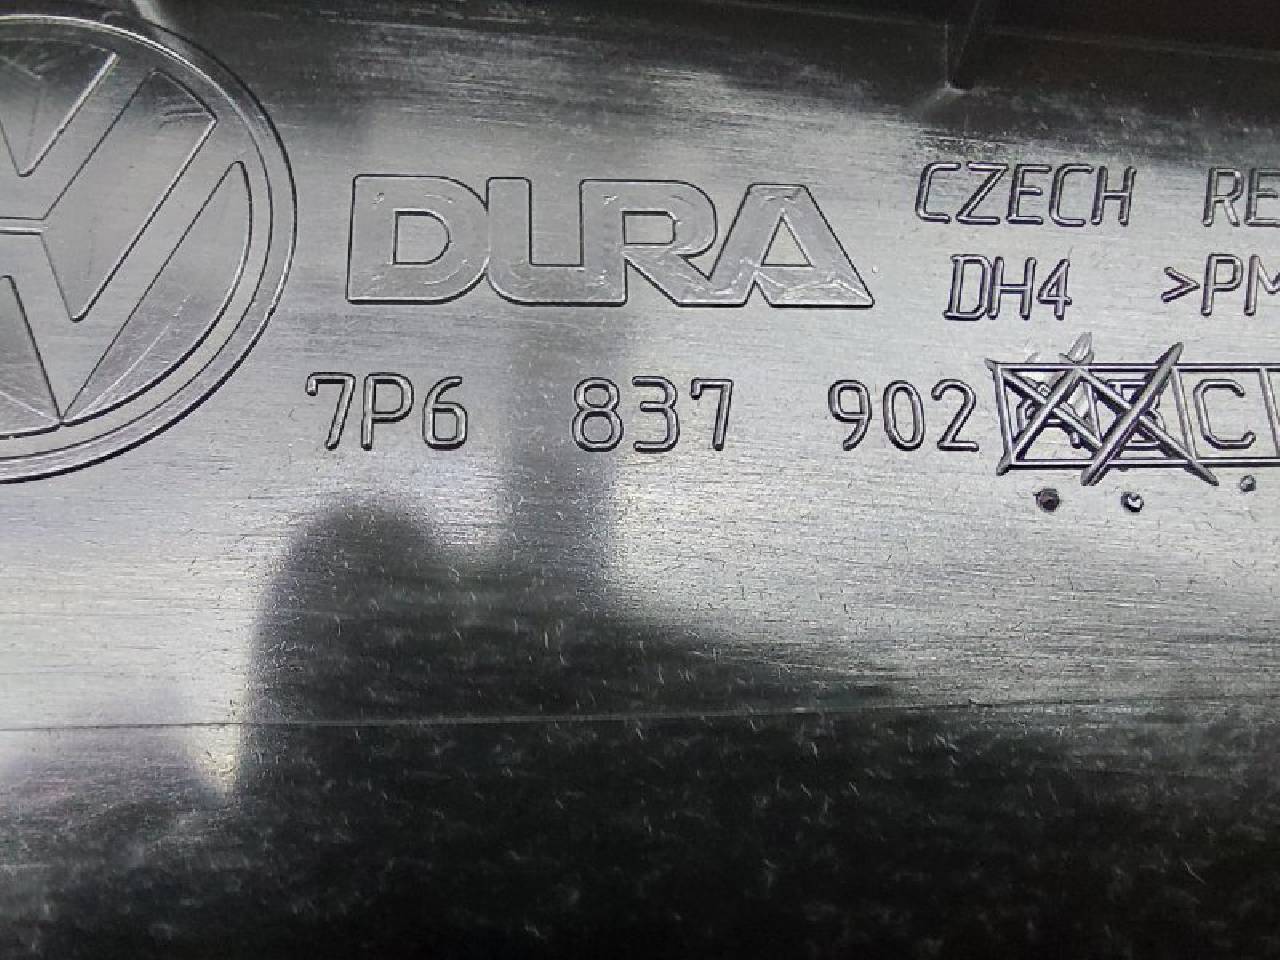 DURA
CZECH RE
DH4 >PM
7P6 837 902 C